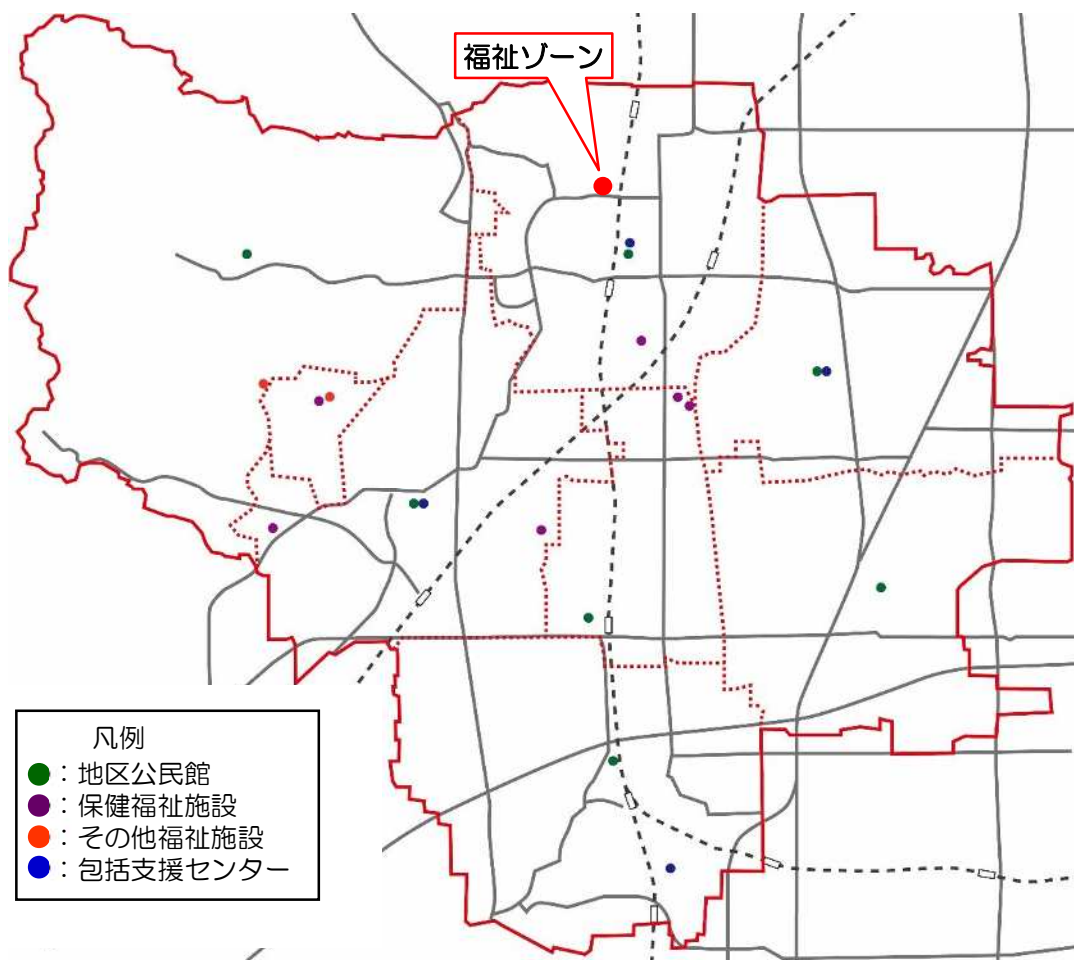 福祉ゾーン
凡例
：地区公民館
：保健福祉施設
：その他福祉施設
：包括支援センター